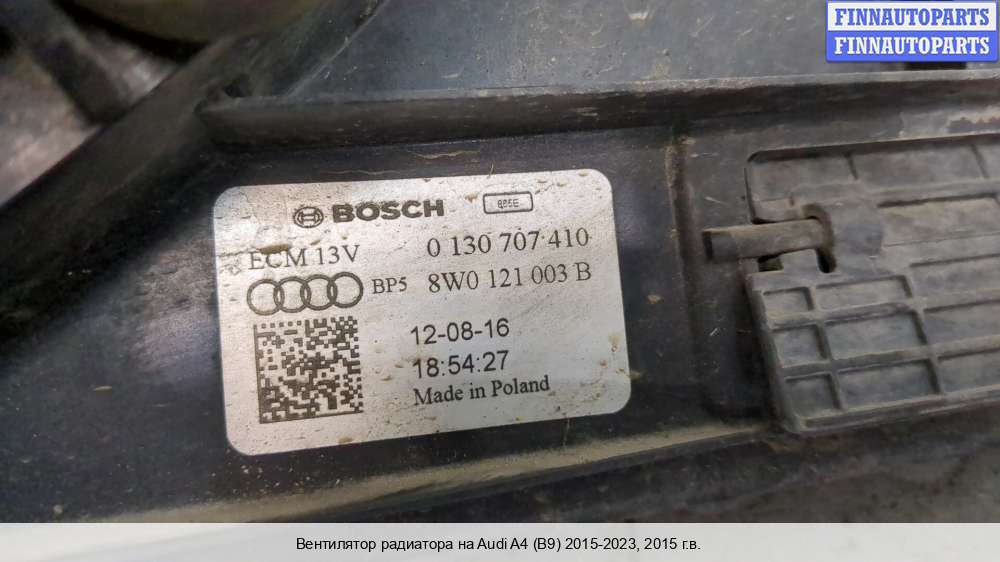 FINNAUTOPARTS
FINNAUTOPARTS
BOSCH
ECM 13V 0 130 707 410
BP5 8W0 121 003 B
12-08-16
18:54:27
Made in Poland
Вентилятор радиатора на Audi A4 (B9) 2015-2023, 2015 г.в.